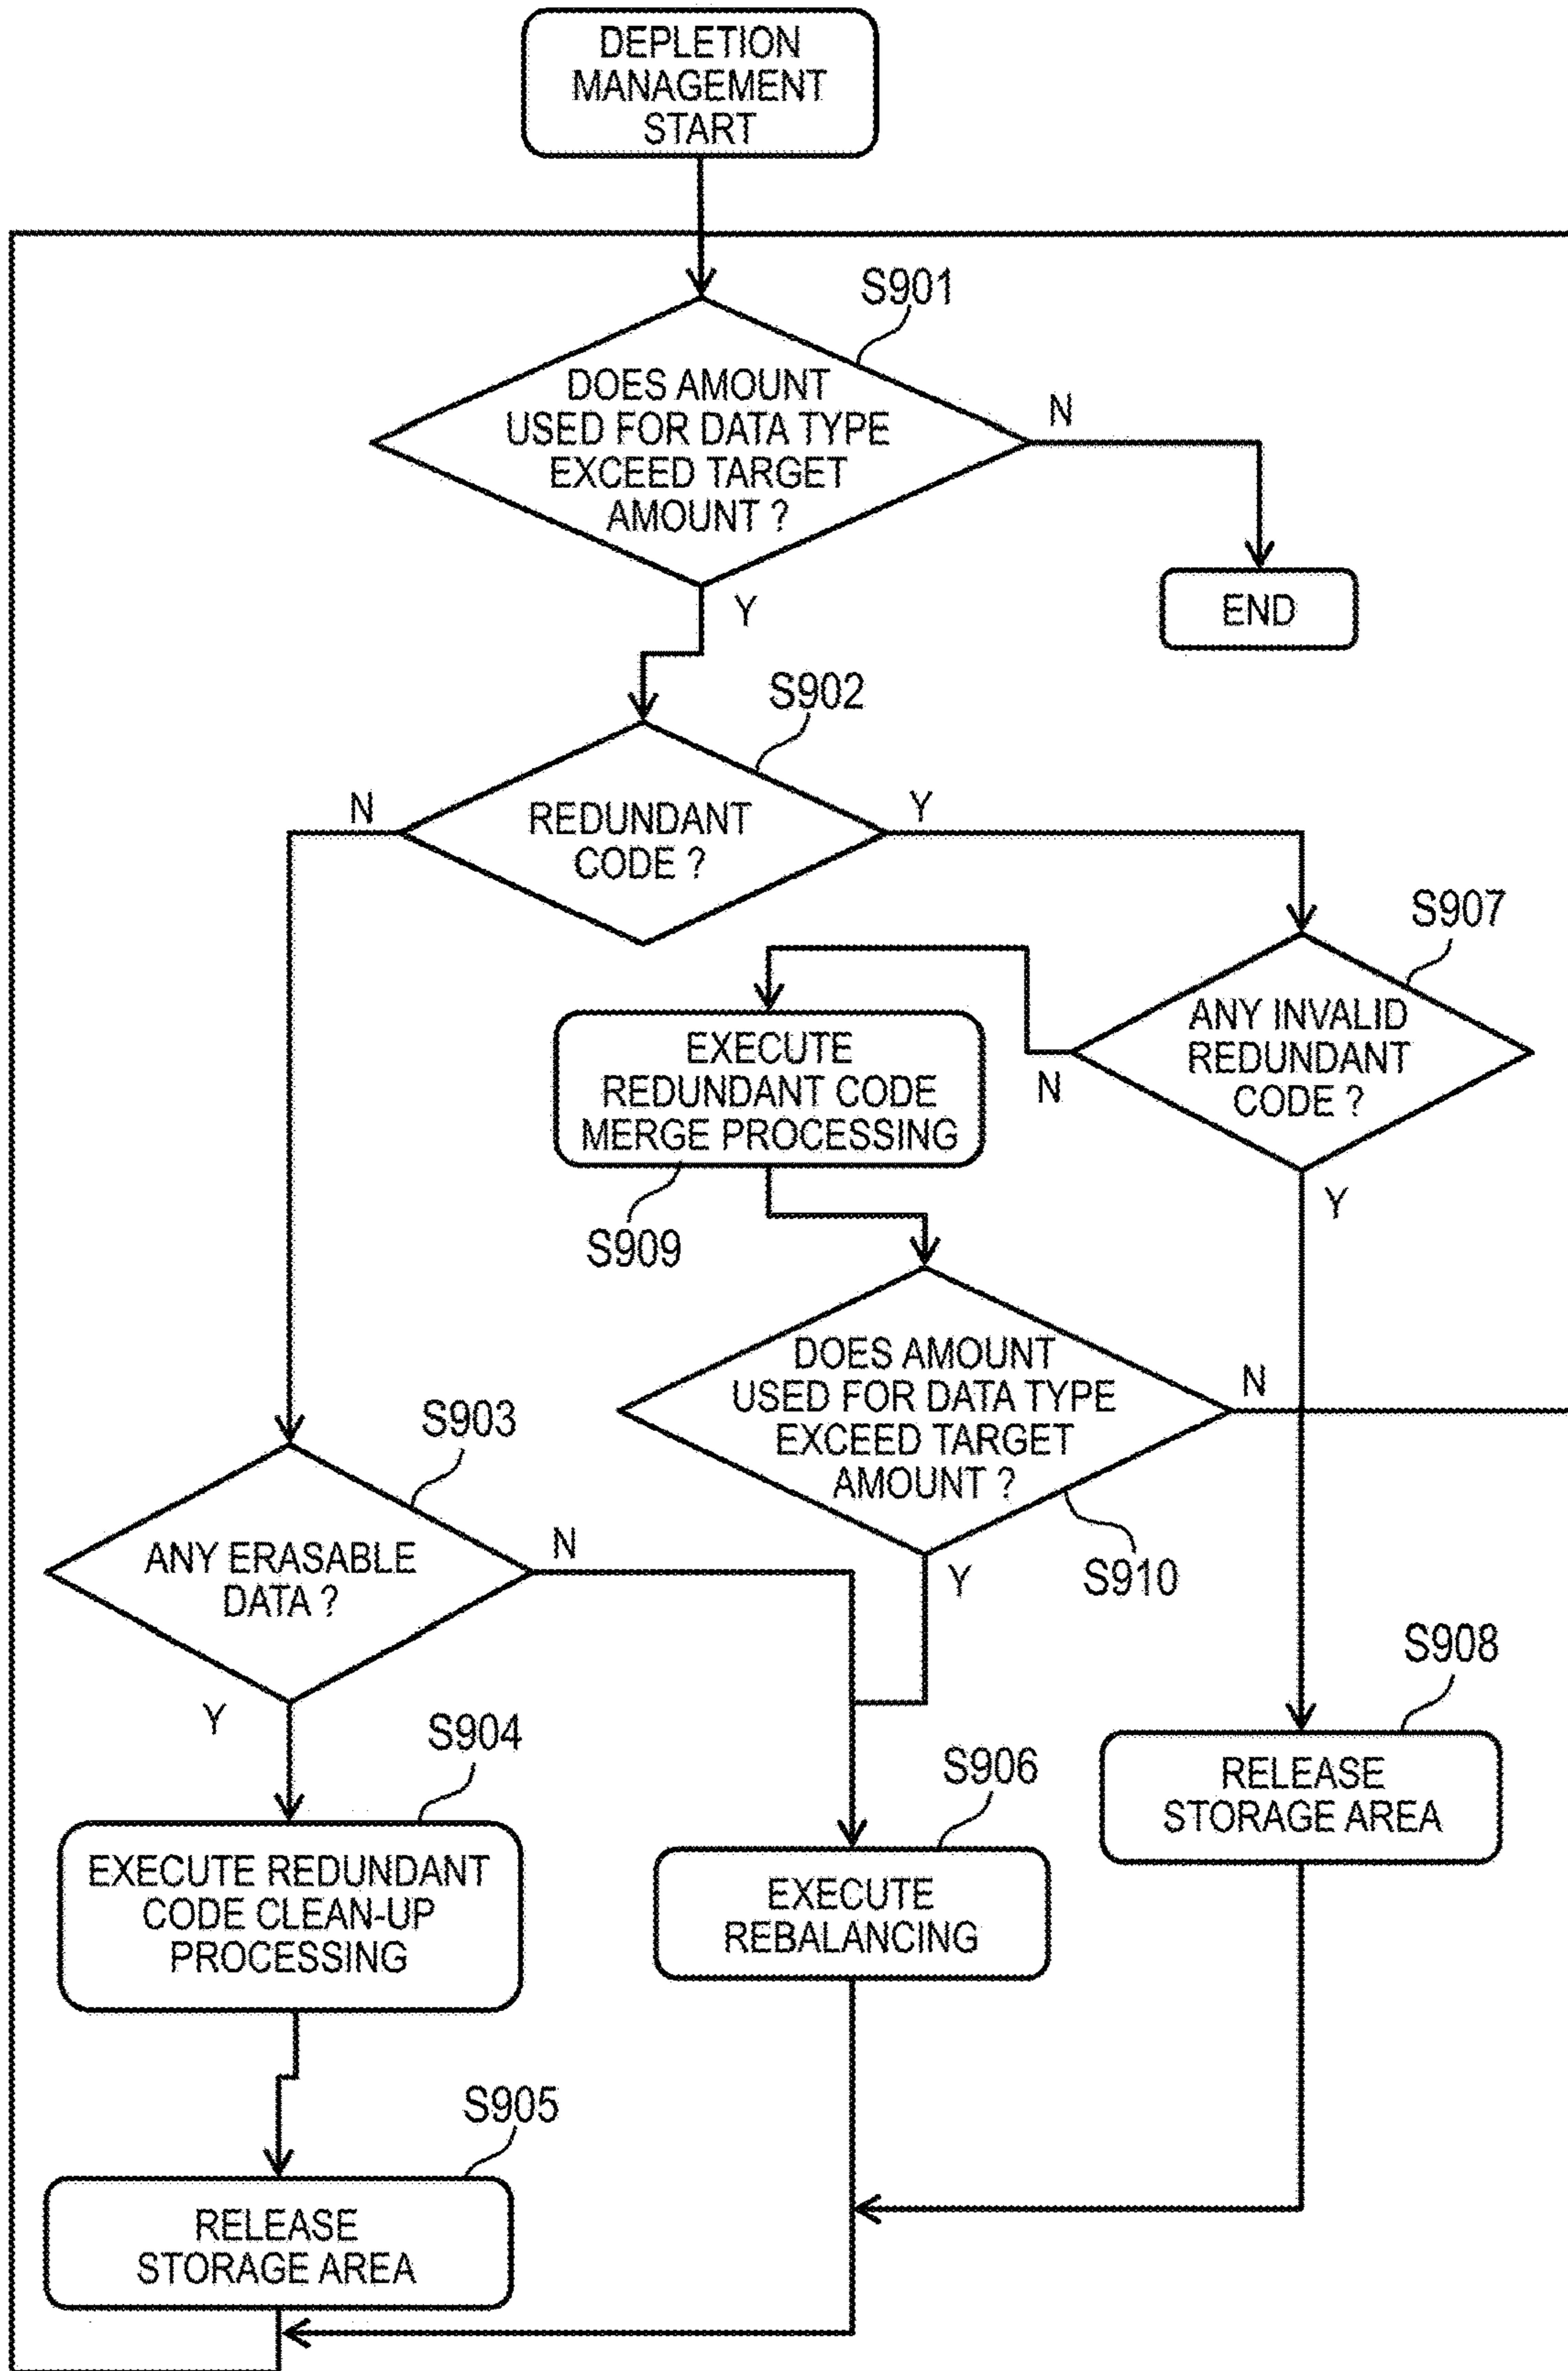 DEPLETION
MANAGEMENT
START
S901
DOES AMOUNT
USED FOR DATA TYPE
EXCEED TARGET
AMOUNT ?
N
END
Y
S902
N
REDUNDANT
CODE ?
Y
S907
ANY INVALID
REDUNDANT
CODE ?
N
Y
EXECUTE
REDUNDANT CODE
MERGE PROCESSING
S909
DOES AMOUNT
USED FOR DATA TYPE
EXCEED TARGET
AMOUNT ?
N
S903
ANY ERASABLE
DATA ?
N
Y
S910
Y
S904
S906
S908
RELEASE
STORAGE AREA
EXECUTE REDUNDANT
CODE CLEAN-UP
PROCESSING
EXECUTE
REBALANCING
S905
RELEASE
STORAGE AREA